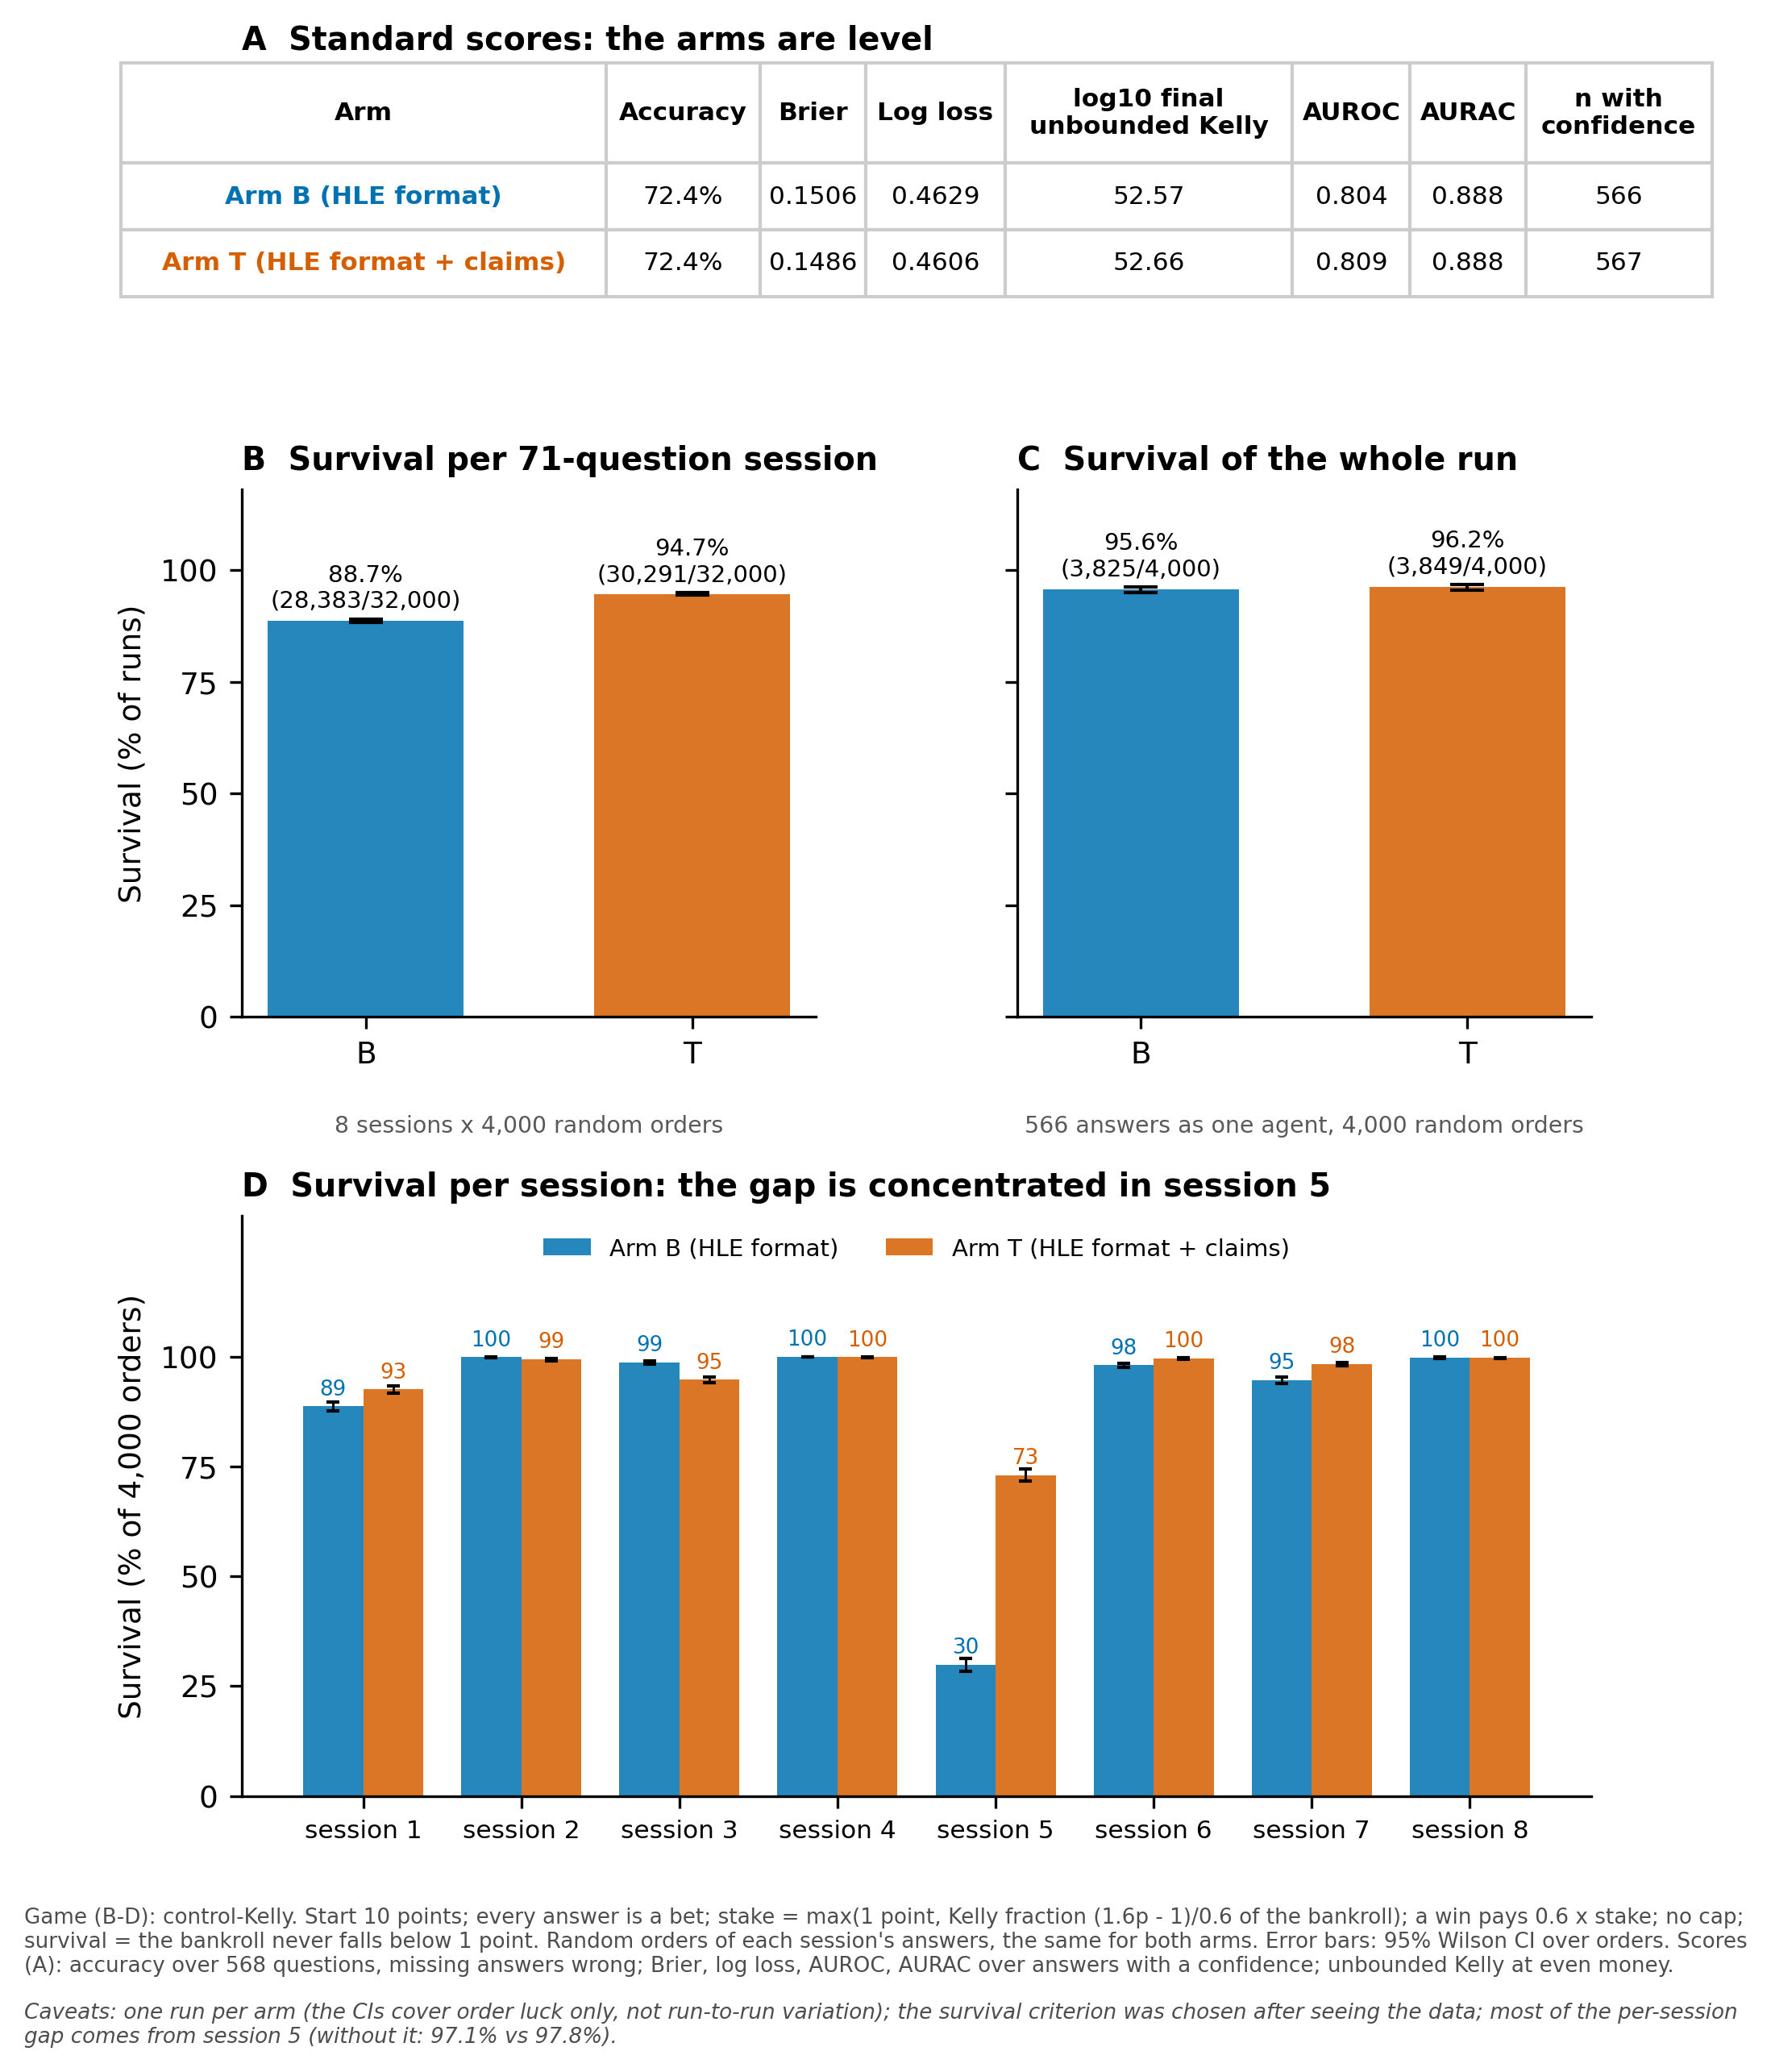 A Standard scores: the arms are level
Arm
Accuracy
Brier
Log loss
log10 final
unbounded Kelly
AUROC
AURAC
n with
confidence
Arm B (HLE format)
72.4%
0.1506
0.4629
52.57
0.804
0.888
566
Arm T (HLE format + claims)
72.4%
0.1486
0.4606
52.66
0.809
0.888
567
B Survival per 71-question session
Survival (% of runs)
100
75
50
25
0
88.7%
(28,383/32,000)
94.7%
(30,291/32,000)
B
T
8 sessions x 4,000 random orders
C Survival of the whole run
95.6%
(3,825/4,000)
96.2%
(3,849/4,000)
B
T
566 answers as one agent, 4,000 random orders
D Survival per session: the gap is concentrated in session 5
Arm B (HLE format)
Arm T (HLE format + claims)
Survival (% of 4,000 orders)
100
75
50
25
0
89
93
100
99
99
95
100
100
30
73
98
100
95
98
100
100
session 1
session 2
session 3
session 4
session 5
session 6
session 7
session 8
Game (B-D): control-Kelly. Start 10 points; every answer is a bet; stake = max(1 point, Kelly fraction (1.6p - 1)/0.6 of the bankroll); a win pays 0.6 x stake; no cap;
survival = the bankroll never falls below 1 point. Random orders of each session's answers, the same for both arms. Error bars: 95% Wilson CI over orders. Scores
(A): accuracy over 568 questions, missing answers wrong; Brier, log loss, AUROC, AURAC over answers with a confidence; unbounded Kelly at even money.
Caveats: one run per arm (the CIs cover order luck only, not run-to-run variation); the survival criterion was chosen after seeing the data; most of the per-session
gap comes from session 5 (without it: 97.1% vs 97.8%).